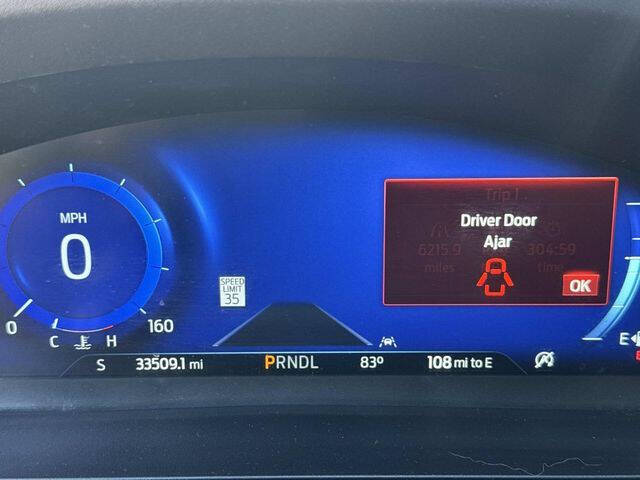 MPH
0
0
160
C
H
SPEED
LIMIT
35
Trip 1
Driver Door
Ajar
6215.9
304:59
miles
time
OK
E
S
33509.1 mi
PRNDL
83°
108 mi to E